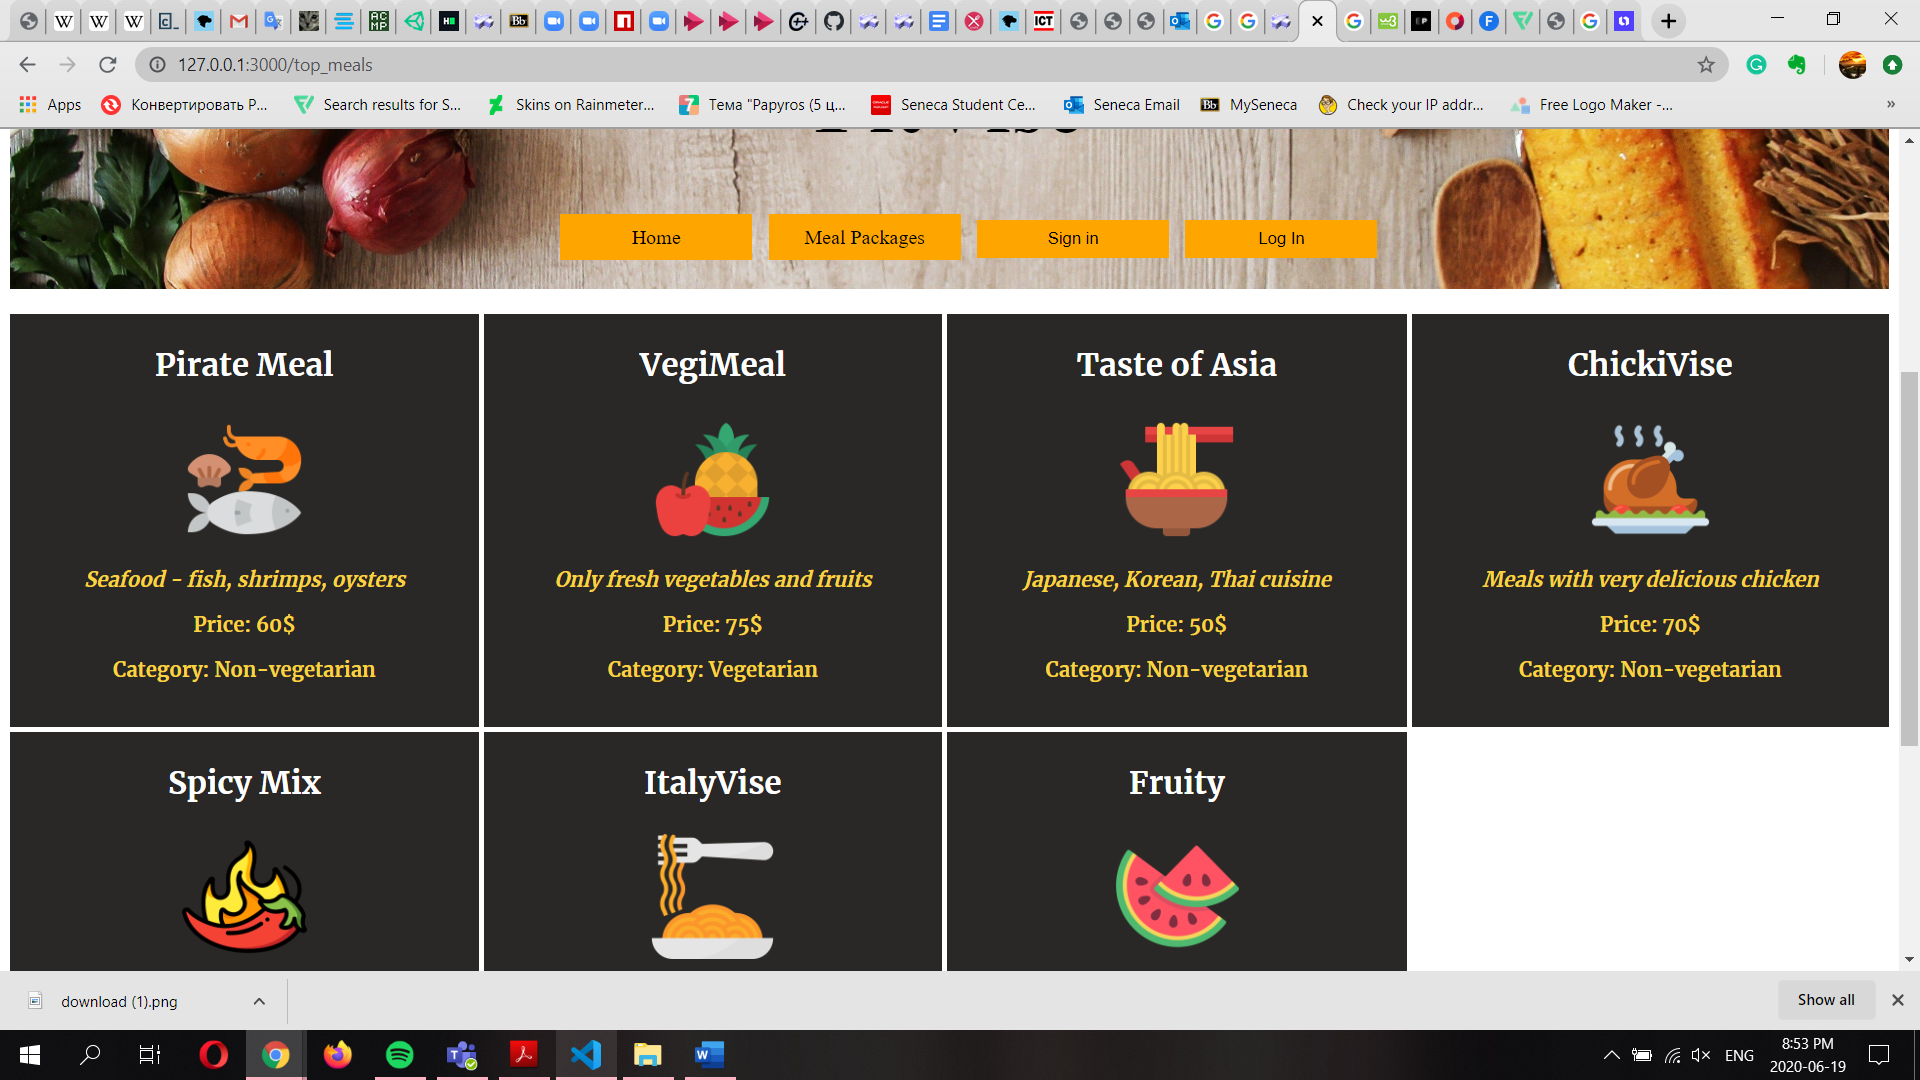 127.0.0.1:3000/top_meals
Apps
Конвертировать P...
Search results for S...
Skins on Rainmeter...
Тема "Papyros (5 ц...
Seneca Student Ce...
Seneca Email
MySeneca
Check your IP addr...
Free Logo Maker -...
»
Home
Meal Packages
Sign in
Log In
Pirate Meal
VegiMeal
Taste of Asia
ChickiVise
Seafood - fish, shrimps, oysters
Only fresh vegetables and fruits
Japanese, Korean, Thai cuisine
Meals with very delicious chicken
Price: 60$
Price: 75$
Price: 50$
Price: 70$
Category: Non-vegetarian
Category: Vegetarian
Category: Non-vegetarian
Category: Non-vegetarian
Spicy Mix
ItalyVise
Fruity
download (1).png
Show all
ENG
8:53 PM
2020-06-19